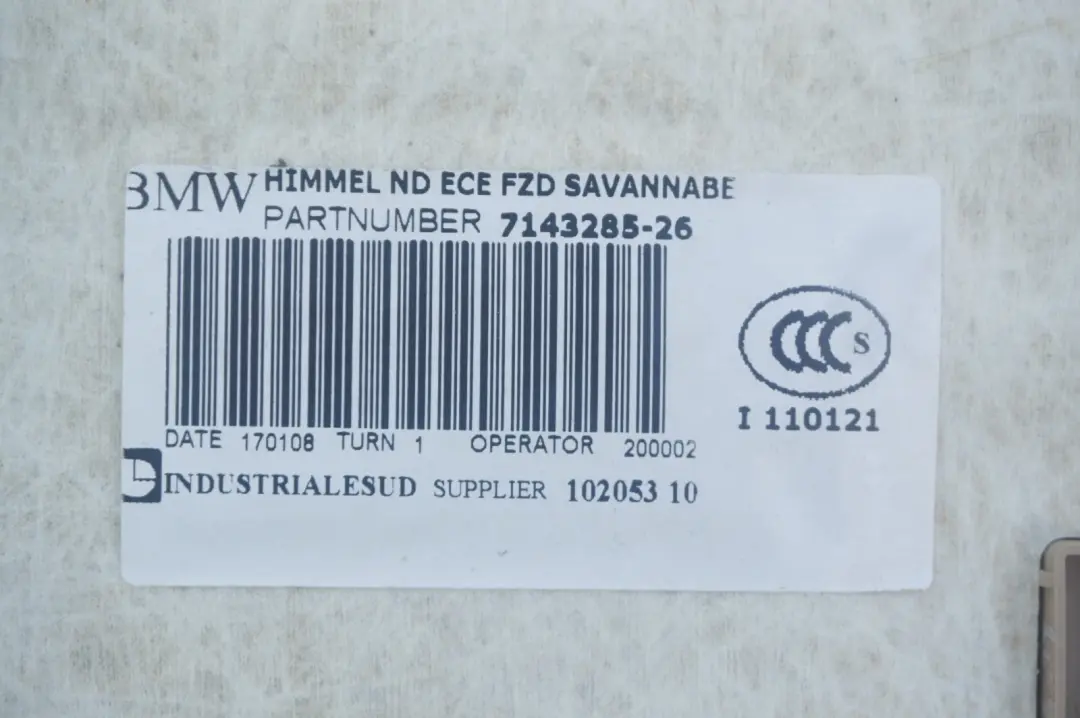 BMW HIMMEL ND ECE FZD SAVANNABE
PARTNUMBER 7143285-26
CCC S
I 110121
DATE 170108 TURN 1 OPERATOR 200002
INDUSTRIALESUD SUPPLIER 102053 10